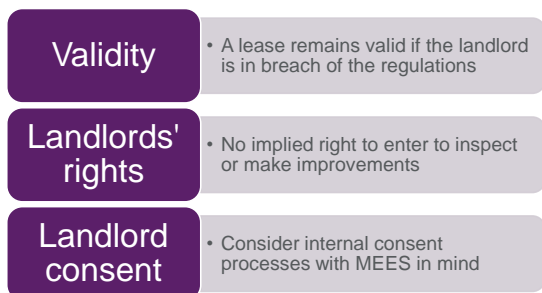 Validity
• A lease remains valid if the landlord
is in breach of the regulations
Landlords'
rights
• No implied right to enter to inspect
or make improvements
Landlord
consent
• Consider internal consent
processes with MEES in mind